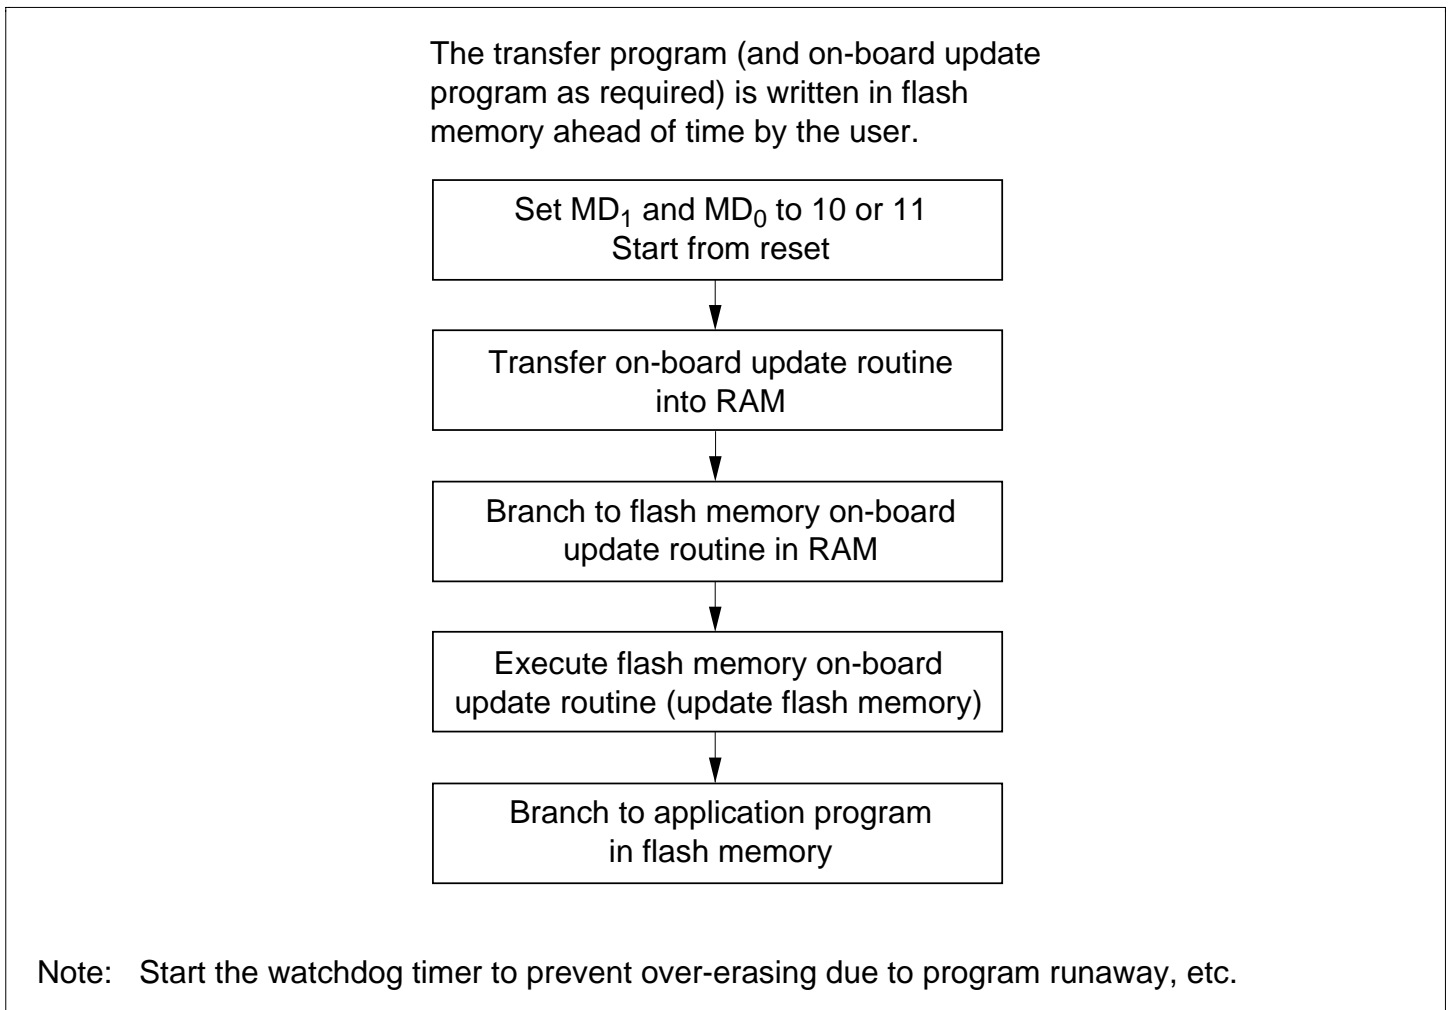 The transfer program (and on-board update
program as required) is written in flash
memory ahead of time by the user.
Set MD₁ and MD₀ to 10 or 11
Start from reset
Transfer on-board update routine
into RAM
Branch to flash memory on-board
update routine in RAM
Execute flash memory on-board
update routine (update flash memory)
Branch to application program
in flash memory
Note: Start the watchdog timer to prevent over-erasing due to program runaway, etc.